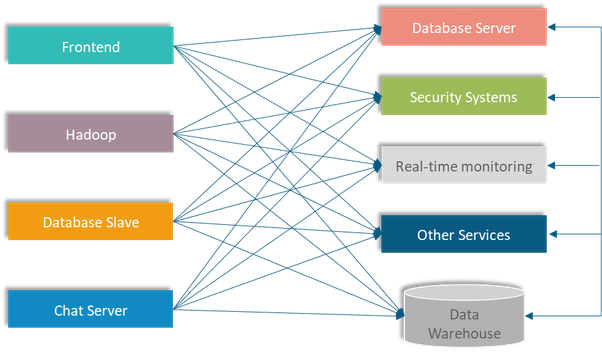 Frontend
Database Server
Security Systems
Hadoop
Real-time monitoring
Database Slave
Other Services
Chat Server
Data
Warehouse